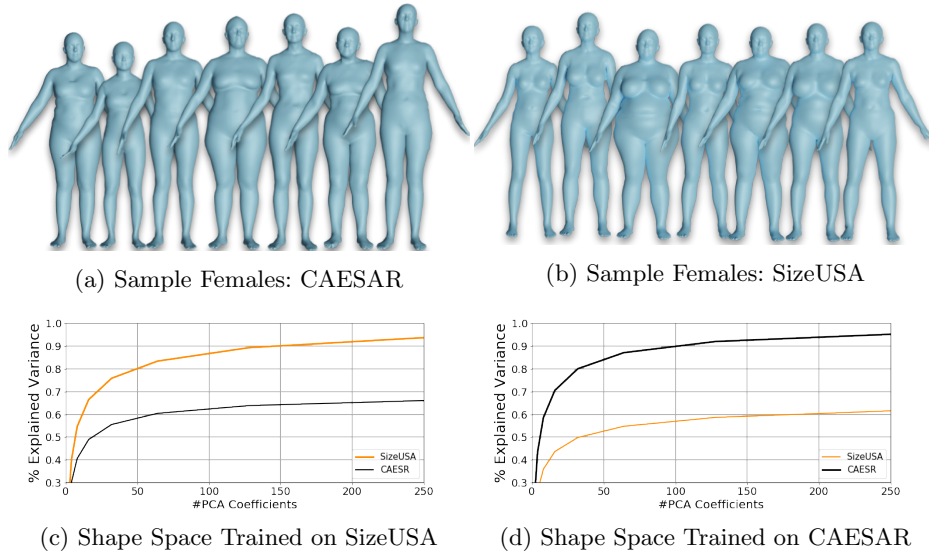 (a) Sample Females: CAESAR
(b) Sample Females: SizeUSA
1.0
0.9
0.8
0.7
0.6
0.5
0.4
0.3
% Explained Variance
SizeUSA
CAESR
0 50 100 150 200 250
#PCA Coefficients
(c) Shape Space Trained on SizeUSA
1.0
0.9
0.8
0.7
0.6
0.5
0.4
0.3
% Explained Variance
SizeUSA
CAESR
0 50 100 150 200 250
#PCA Coefficients
(d) Shape Space Trained on CAESAR